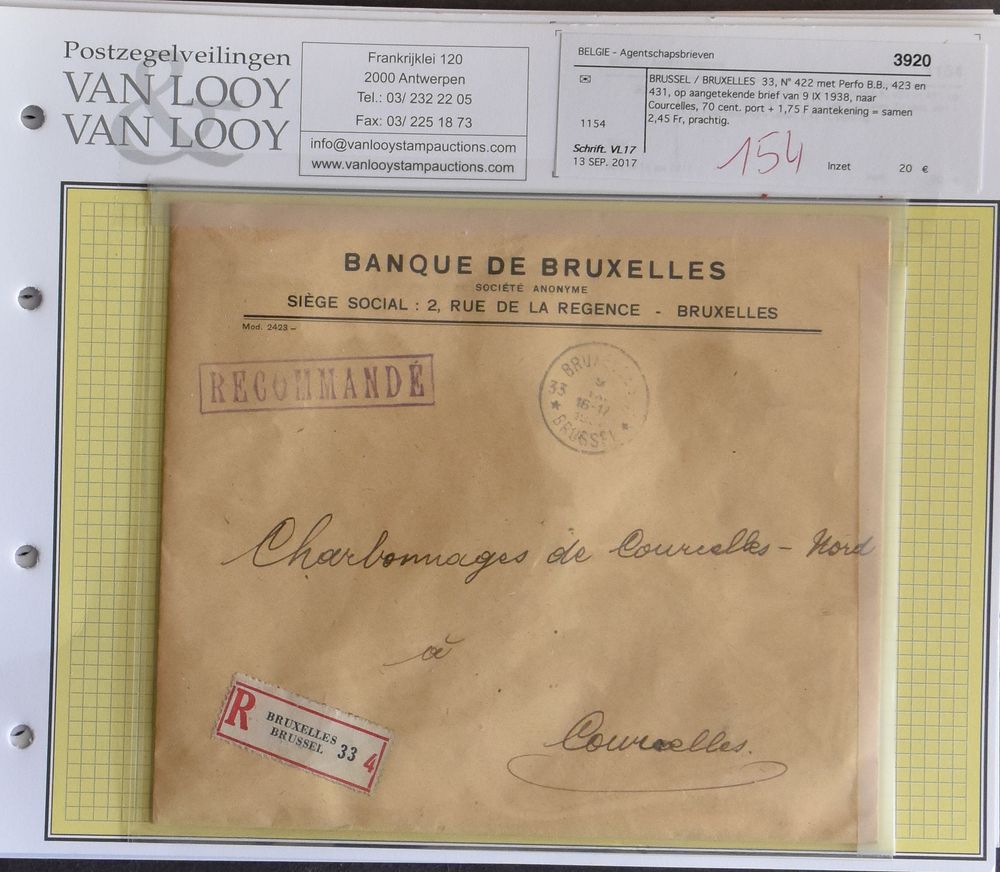 Postzegelveilingen
VAN LOOY
&
VAN LOOY
Frankrijklei 120
2000 Antwerpen
Tel.: 03/ 232 22 05
Fax: 03/ 225 18 73
info@vanlooystampauctions.com
www.vanlooystampauctions.com
BELGIE - Agentschapsbrieven
3920
BRUSSEL / BRUXELLES 33, N° 422 met Perfo B.B., 423 en
431, op aangetekende brief van 9 IX 1938, naar
Courcelles, 70 cent. port + 1,75 F aantekening = samen
2,45 Fr, prachtig.
1154
Schrift. VL17
13 SEP. 2017
154
Inzet 20 €
BANQUE DE BRUXELLES
SOCIÉTÉ ANONYME
SIÈGE SOCIAL : 2, RUE DE LA REGENCE - BRUXELLES
Mod. 2423 –
RECOMMANDÉ
33
16-17
BRUSSEL
Charbonnages de Courcelles - Nord
à
Courcelles.
R
BRUXELLES
BRUSSEL 33
4